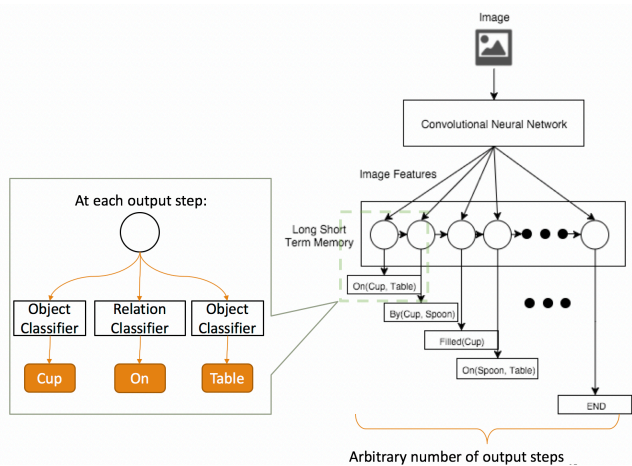 Image
Convolutional Neural Network
Image Features
Long Short
Term Memory
On(Cup, Table)
By(Cup, Spoon)
Filled(Cup)
On(Spoon, Table)
END
Arbitrary number of output steps
At each output step:
Object
Classifier
Relation
Classifier
Object
Classifier
Cup
On
Table